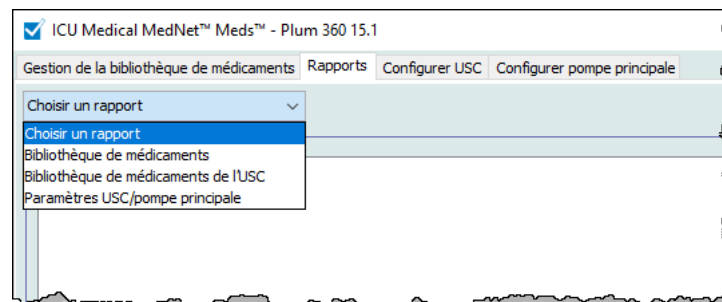 ICU Medical MedNet™ Meds™ - Plum 360 15.1
Gestion de la bibliothèque de médicaments Rapports Configurer USC Configurer pompe principale
Choisir un rapport
Choisir un rapport
Bibliothèque de médicaments
Bibliothèque de médicaments de l'USC
Paramètres USC/pompe principale